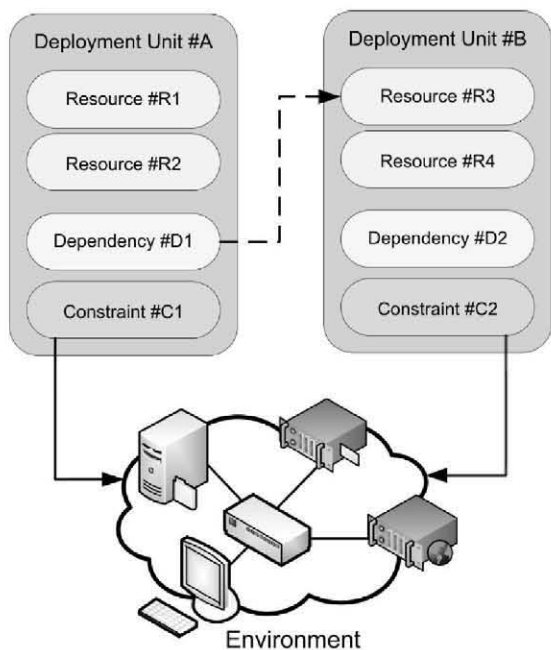 Deployment Unit #A
Resource #R1
Resource #R2
Dependency #D1
Constraint #C1
Deployment Unit #B
Resource #R3
Resource #R4
Dependency #D2
Constraint #C2
Environment